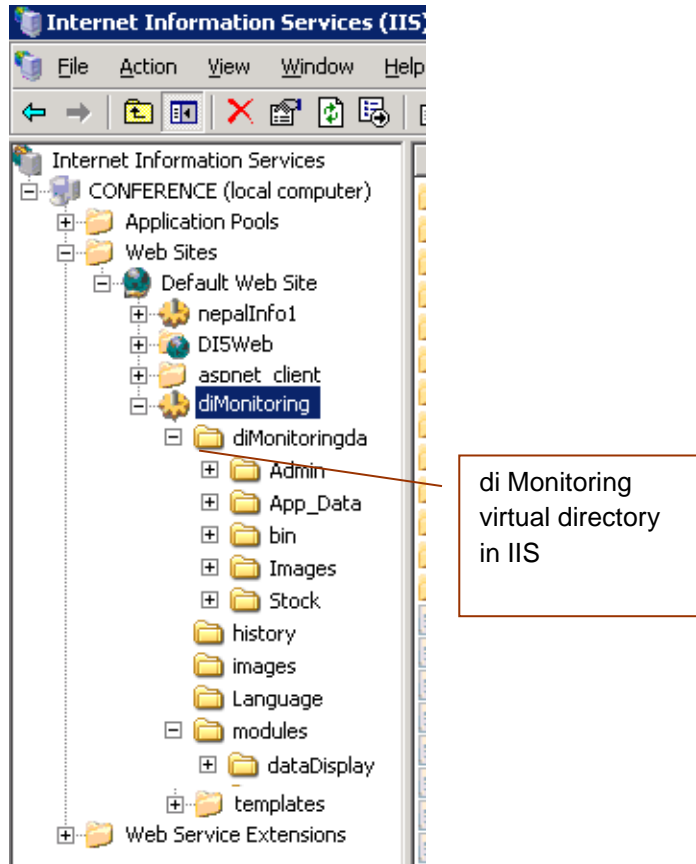 Internet Information Services (IIS)
File Action View Window Help
Internet Information Services
CONFERENCE (local computer)
Application Pools
Web Sites
Default Web Site
nepalInfo1
DI5Web
aspnet_client
diMonitoring
diMonitoringda
Admin
App_Data
bin
Images
Stock
history
images
Language
modules
dataDisplay
templates
Web Service Extensions
di Monitoring
virtual directory
in IIS